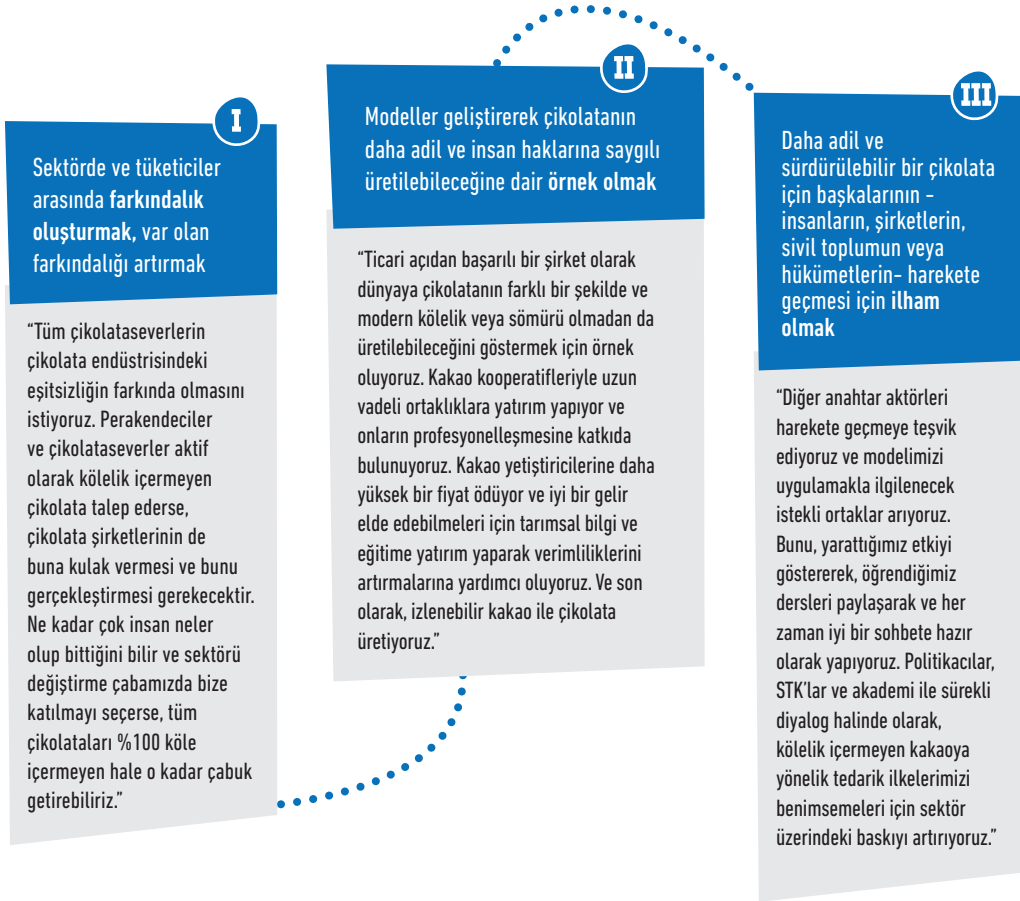 I
Sektörde ve tüketiciler
arasında farkındalık
oluşturmak, var olan
farkındalığı artırmak
“Tüm çikolataseverlerin
çikolata endüstrisindeki
eşitsizliğin farkında olmasını
istiyoruz. Perakendeciler
ve çikolataseverler aktif
olarak kölelik içermeyen
çikolata talep ederse,
çikolata şirketlerinin de
buna kulak vermesi ve bunu
gerçekleştirmesi gerekecektir.
Ne kadar çok insan neler
olup bittiğini bilir ve sektörü
değiştirme çabamızda bize
katılmayı seçerse, tüm
çikolataları %100 köle
içermeyen hale o kadar çabuk
getirebiliriz.”
II
Modeller geliştirerek çikolatanın
daha adil ve insan haklarına saygılı
üretilebileceğine dair örnek olmak
“Ticari açıdan başarılı bir şirket olarak
dünyaya çikolatanın farklı bir şekilde ve
modern kölelik veya sömürü olmadan da
üretilebileceğini göstermek için örnek
oluyoruz. Kakao kooperatifleriyle uzun
vadeli ortaklıklara yatırım yapıyor ve
onların profesyonelleşmesine katkıda
bulunuyoruz. Kakao yetiştiricilerine daha
yüksek bir fiyat ödüyor ve iyi bir gelir
elde edebilmeleri için tarımsal bilgi ve
eğitime yatırım yaparak verimliliklerini
artırmalarına yardımcı oluyoruz. Ve son
olarak, izlenebilir kakao ile çikolata
üretiyoruz.”
III
Daha adil ve
sürdürülebilir bir çikolata
için başkalarının -
insanların, şirketlerin,
sivil toplumun veya
hükümetlerin- harekete
geçmesi için ilham
olmak
“Diğer anahtar aktörleri
harekete geçmeye teşvik
ediyoruz ve modelimizi
uygulamakla ilgilenecek
istekli ortaklar arıyoruz.
Bunu, yarattığımız etkiyi
göstererek, öğrendiğimiz
dersleri paylaşarak ve her
zaman iyi bir sohbete hazır
olarak yapıyoruz. Politikacılar,
STK’lar ve akademi ile sürekli
diyalog halinde olarak,
kölelik içermeyen kakaoya
yönelik tedarik ilkelerimizi
benimsemeleri için sektör
üzerindeki baskıyı artırıyoruz.”